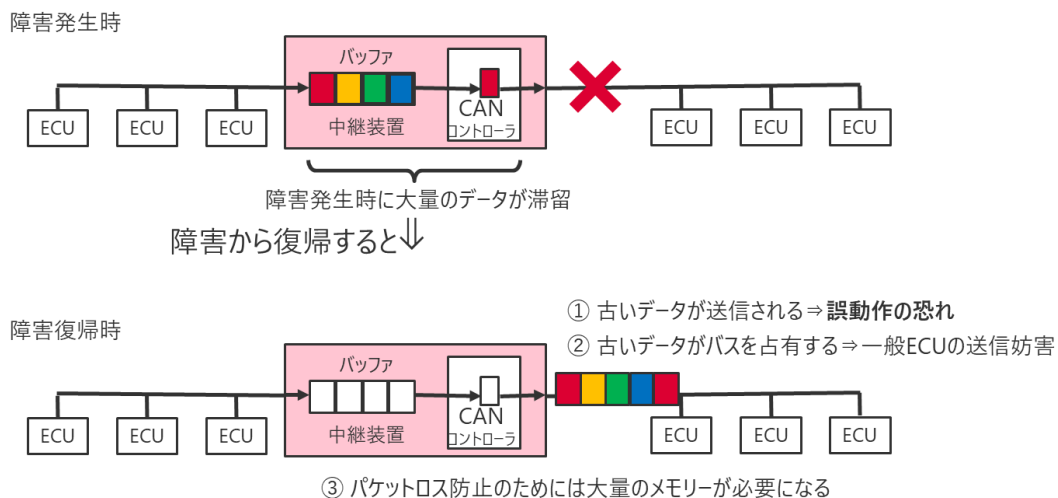 障害発生時
バッファ
CAN
コントローラ
中継装置
ECU
ECU
ECU
ECU
ECU
ECU
障害発生時に大量のデータが滞留
障害から復帰すると⇓
① 古いデータが送信される⇒誤動作の恐れ
② 古いデータがバスを占有する⇒一般ECUの送信妨害
障害復帰時
バッファ
CAN
コントローラ
中継装置
ECU
ECU
ECU
ECU
ECU
ECU
③ パケットロス防止のためには大量のメモリーが必要になる